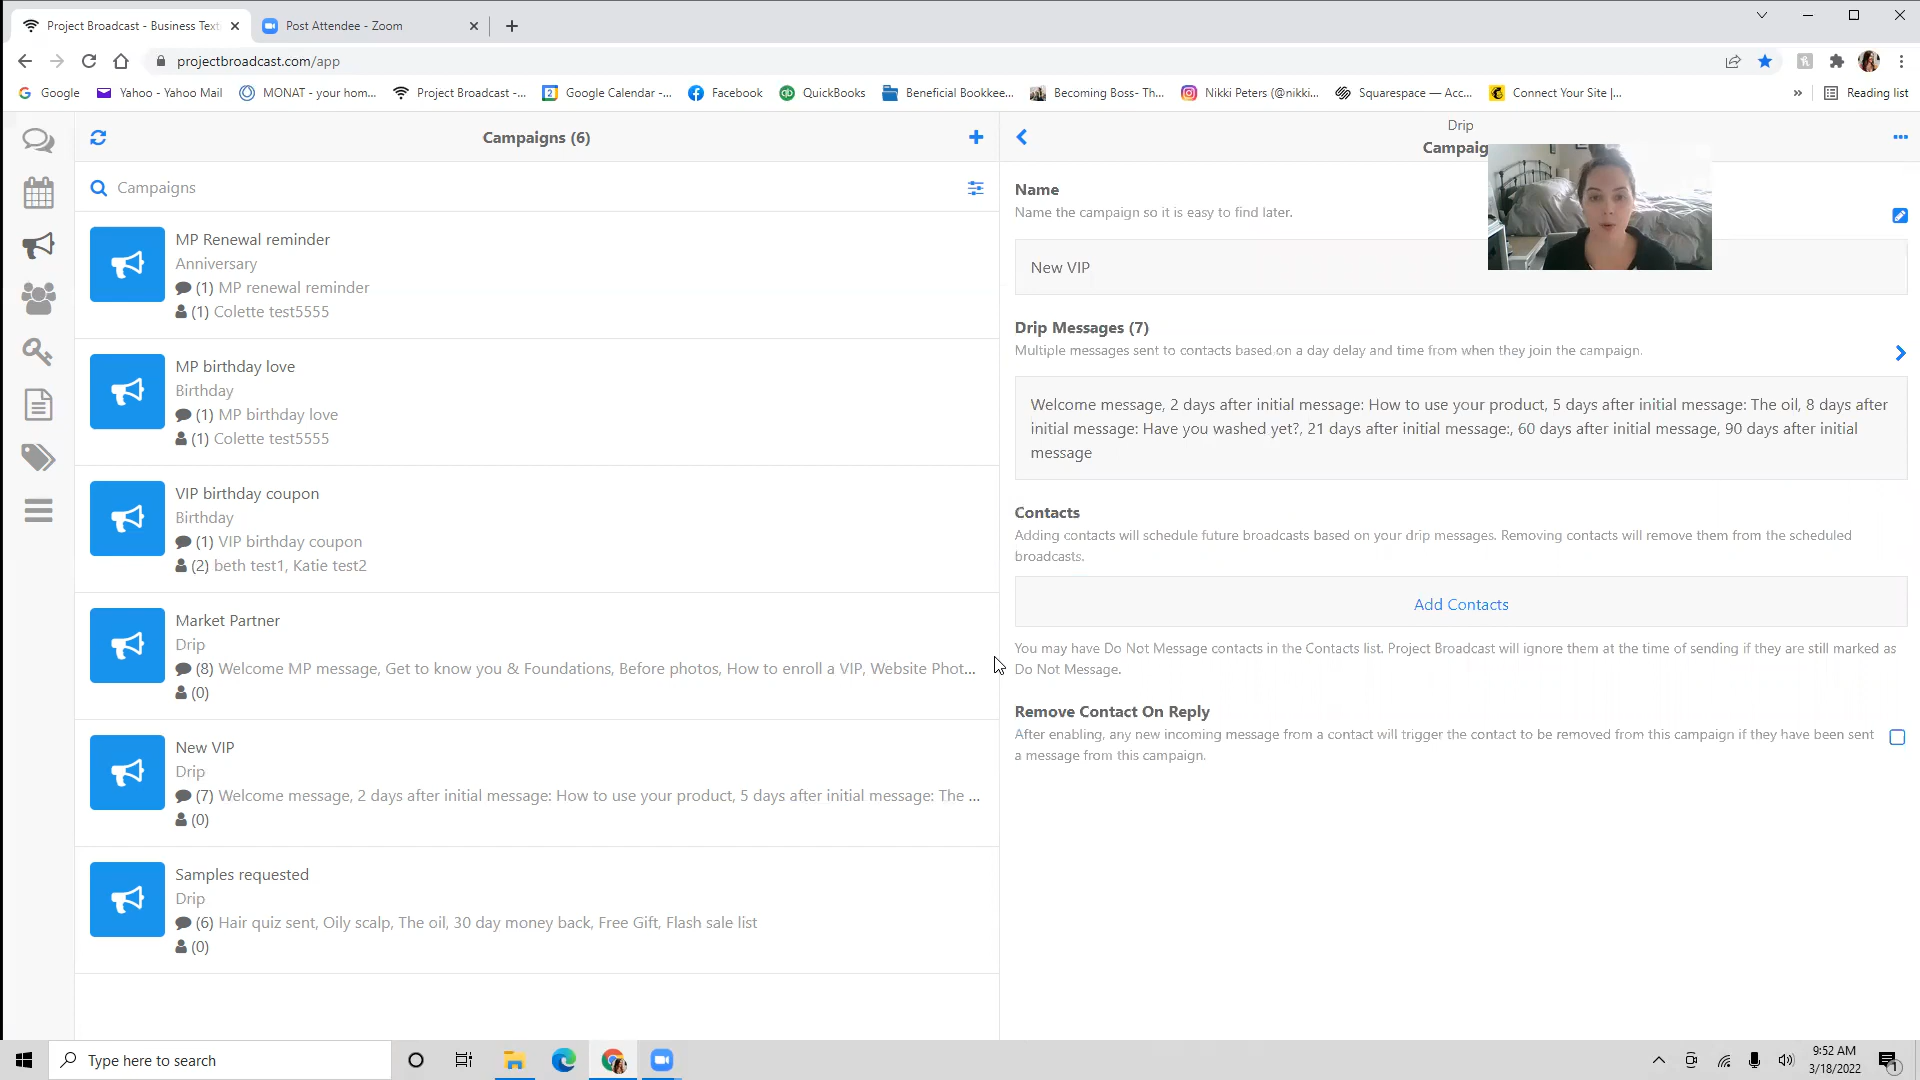 Project Broadcast - Business Texti
Post Attendee - Zoom
projectbroadcast.com/app
Google
Yahoo - Yahoo Mail
MONAT - your hom...
Project Broadcast -...
Google Calendar -...
Facebook
QuickBooks
Beneficial Bookkee...
Becoming Boss- Th...
Nikki Peters (@nikki...
Squarespace — Acc...
Connect Your Site |...
»
Reading list
Campaigns (6)
Campaigns
MP Renewal reminder
Anniversary
(1) MP renewal reminder
(1) Colette test5555
MP birthday love
Birthday
(1) MP birthday love
(1) Colette test5555
VIP birthday coupon
Birthday
(1) VIP birthday coupon
(2) beth test1, Katie test2
Market Partner
Drip
(8) Welcome MP message, Get to know you & Foundations, Before photos, How to enroll a VIP, Website Phot...
(0)
New VIP
Drip
(7) Welcome message, 2 days after initial message: How to use your product, 5 days after initial message: The ...
(0)
Samples requested
Drip
(6) Hair quiz sent, Oily scalp, The oil, 30 day money back, Free Gift, Flash sale list
(0)
Drip
Campaig
Name
Name the campaign so it is easy to find later.
New VIP
Drip Messages (7)
Multiple messages sent to contacts based on a day delay and time from when they join the campaign.
Welcome message, 2 days after initial message: How to use your product, 5 days after initial message: The oil, 8 days after
initial message: Have you washed yet?, 21 days after initial message:, 60 days after initial message, 90 days after initial
message
Contacts
Adding contacts will schedule future broadcasts based on your drip messages. Removing contacts will remove them from the scheduled
broadcasts.
Add Contacts
You may have Do Not Message contacts in the Contacts list. Project Broadcast will ignore them at the time of sending if they are still marked as
Do Not Message.
Remove Contact On Reply
After enabling, any new incoming message from a contact will trigger the contact to be removed from this campaign if they have been sent
a message from this campaign.
Type here to search
9:52 AM
3/18/2022
1